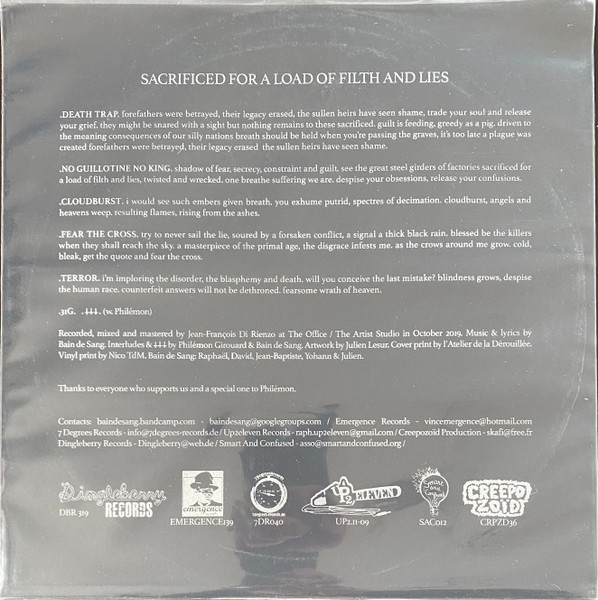 SACRIFICED FOR A LOAD OF FILTH AND LIES
.DEATH TRAP. forefathers were betrayed, their legacy erased, the sullen heirs have seen shame, trade your soul and release
your grief. they might be snared with a sight but nothing remains to these sacrificed. guilt is feeding, greedy as a pig. driven to
the meaning consequences of our silly nations breath should be held when you're passing the graves, it's too late a plague was
created forefathers were betrayed, their legacy erased the sullen heirs have seen shame.
.NO GUILLOTINE NO KING. shadow of fear, secrecy, constraint and guilt. see the great steel girders of factories sacrificed for
a load of filth and lies, twisted and wrecked. one breathe suffering we are. despise your obsessions, release your confusions.
.CLOUDBURST. i would see such embers given breath. you exhume putrid, spectres of decimation. cloudburst, angels and
heavens weep. resulting flames, rising from the ashes.
.FEAR THE CROSS. try to never sail the lie, soured by a forsaken conflict, a signal a thick black rain. blessed be the killers
when they shall reach the sky. a masterpiece of the primal age, the disgrace infests me. as the crows around me grow. cold,
bleak, get the quote and fear the cross.
.TERROR. i'm imploring the disorder, the blasphemy and death. will you conceive the last mistake? blindness grows, despise
the human race. counterfeit answers will not be dethroned. fearsome wrath of heaven.
.31G. .⸸⸸⸸. (w. Philémon)
Recorded, mixed and mastered by Jean-François Di Rienzo at The Office / The Artist Studio in October 2019. Music & lyrics by
Bain de Sang. Interludes & ⸸⸸⸸ by Philémon Girouard & Bain de Sang. Artwork by Julien Lesur. Cover print by l'Atelier de la Dérouillée.
Vinyl print by Nico TdM. Bain de Sang: Raphaël, David, Jean-Baptiste, Yohann & Julien.
Thanks to everyone who supports us and a special one to Philémon.
Contacts: baindesang.bandcamp.com - baindesang@googlegroups.com / Emergence Records - vincemergence@hotmail.com
7 Degrees Records - info@7degrees-records.de / Up2eleven Records - raph.up2eleven@gmail.com / Creepozoïd Production - skafi@free.fr
Dingleberry Records - Dingleberry@web.de / Smart And Confused - asso@smartandconfused.org /
Dingleberry RECORDS
emergence
UP2 ELEVEN
Smart and Confused
CREEPO ZOID
DBR 319
EMERGENCE139
7DR040
UP2.11-09
SAC012
CRPZD36